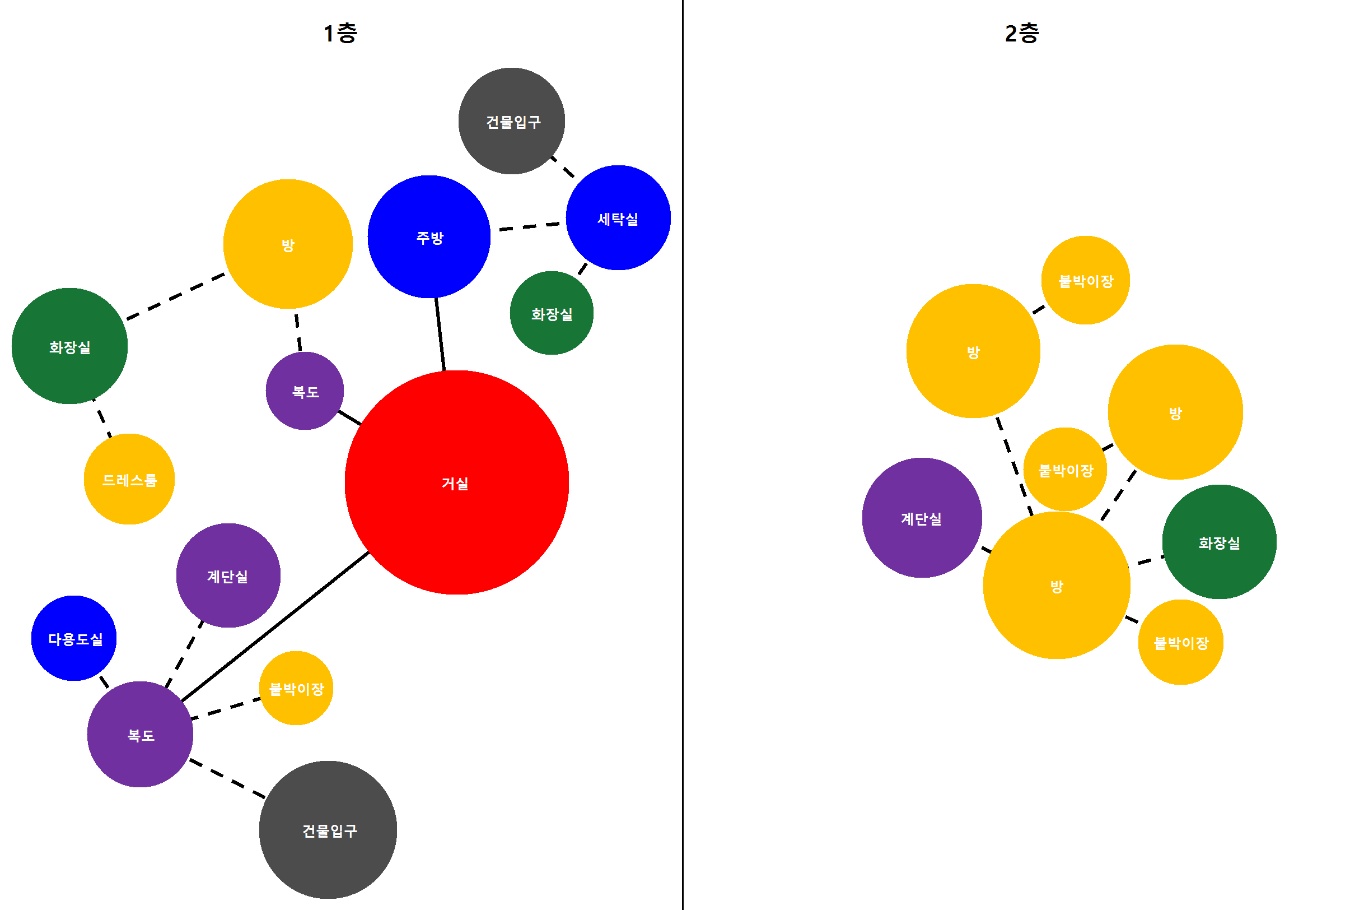 1층
건물입구
세탁실
주방
방
화장실
화장실
복도
드레스룸
거실
계단실
다용도실
붙박이장
복도
건물입구
2층
붙박이장
방
방
붙박이장
계단실
화장실
방
붙박이장